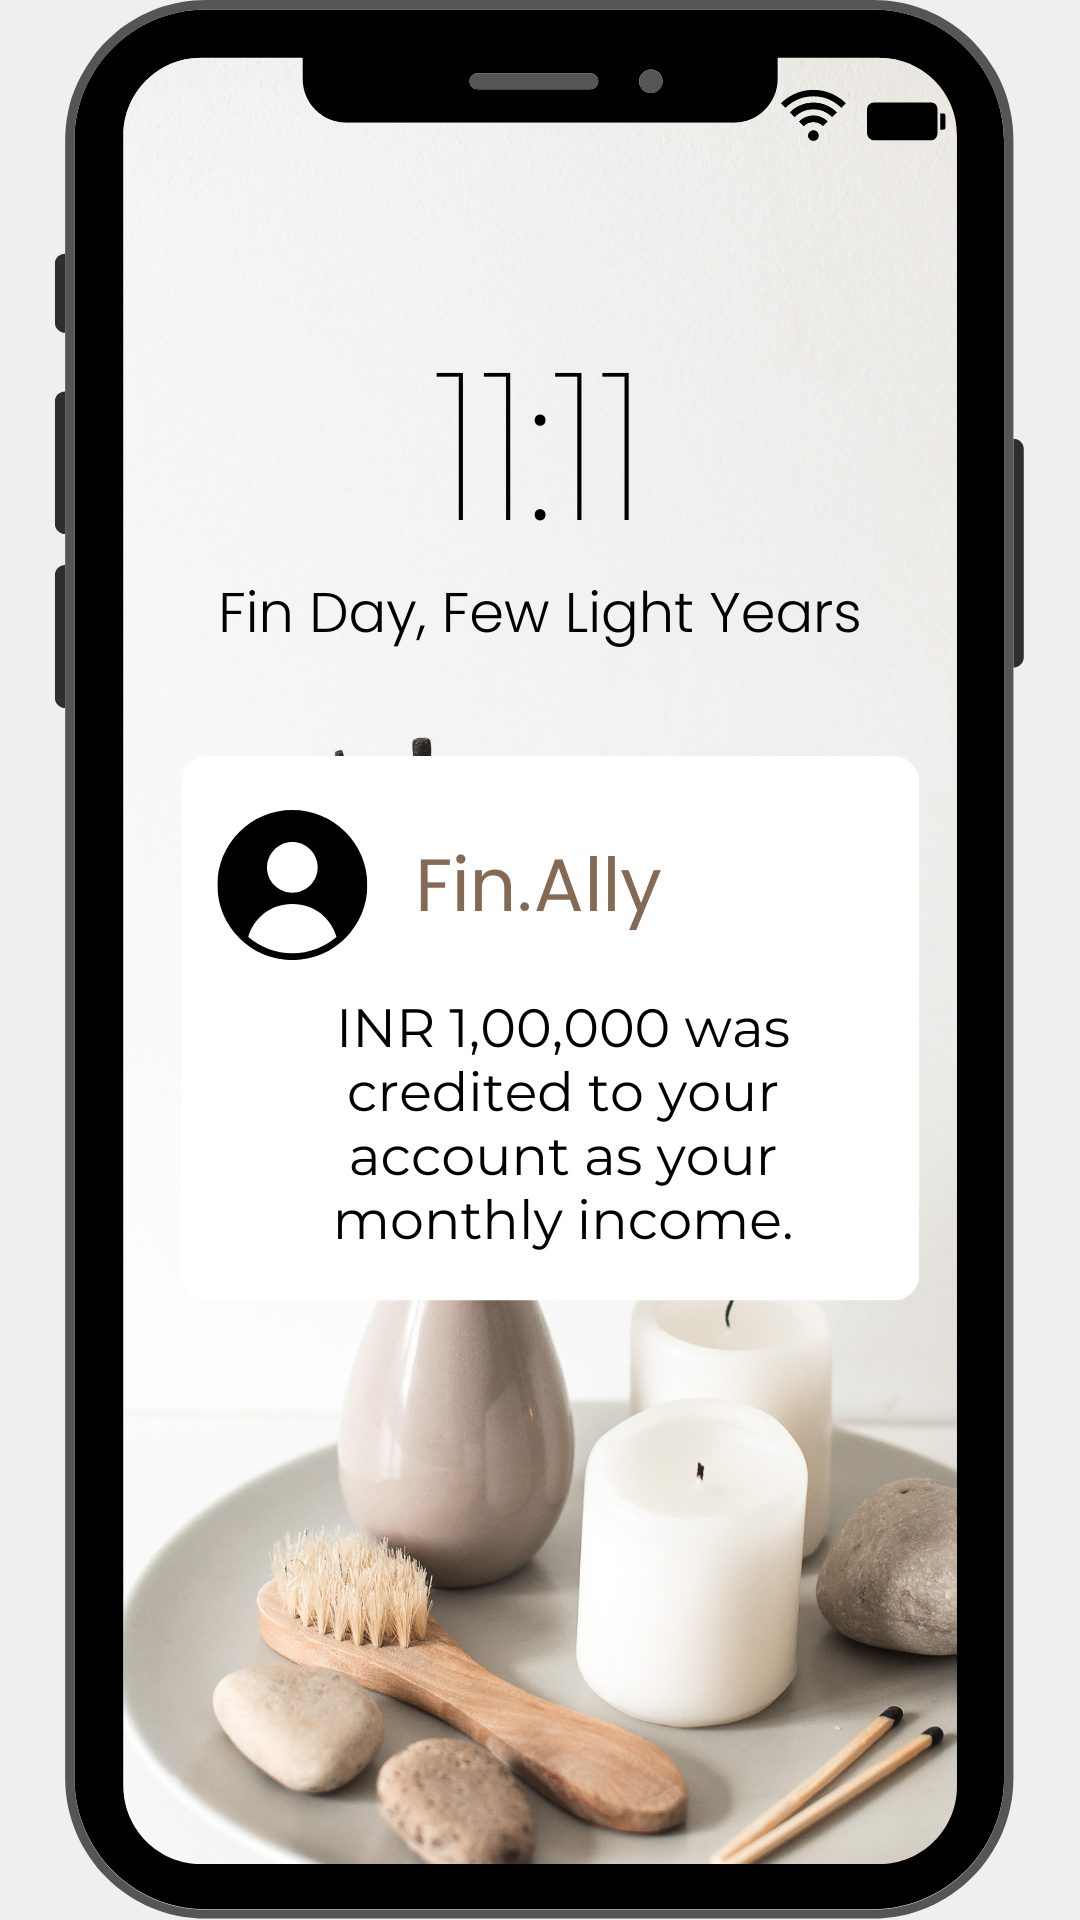 11:11
Fin Day, Few Light Years
Fin.Ally
INR 1,00,000 was
credited to your
account as your
monthly income.